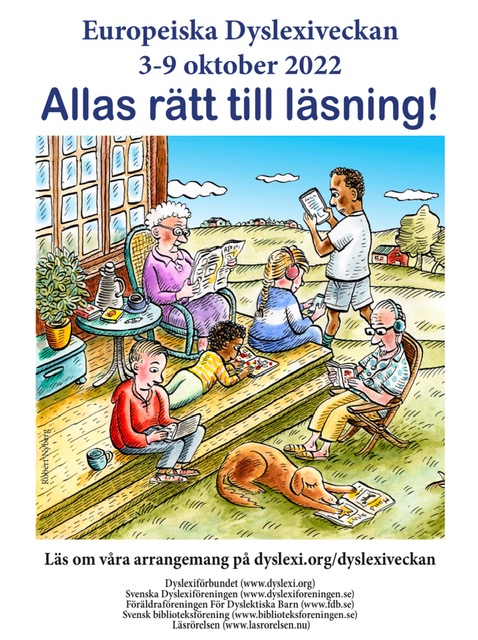 Europeiska Dyslexiveckan
3-9 oktober 2022
Allas rätt till läsning!
Robert Nyberg
Läs om våra arrangemang på dyslexi.org/dyslexiveckan
Dyslexiförbundet (www.dyslexi.org)
Svenska Dyslexiföreningen (www.dyslexiforeningen.se)
Föräldraföreningen För Dyslektiska Barn (www.fdb.se)
Svensk biblioteksförening (www.biblioteksforeningen.se)
Läsrörelsen (www.lasrorelsen.nu)